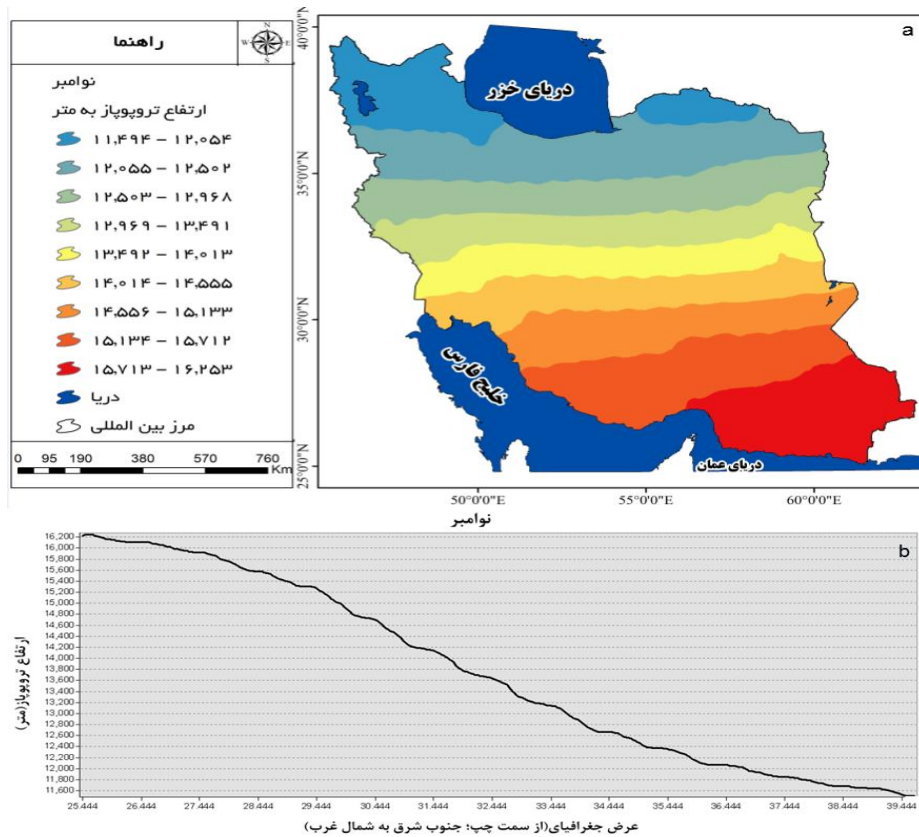 راهنما
N
W
E
S
نوامبر
ارتفاع تروپوپاز به متر
۱۱,۴۹۴ – ۱۲,۰۵۴
۱۲,۰۵۵ – ۱۲,۵۰۲
۱۲,۵۰۳ – ۱۲,۹۶۸
۱۲,۹۶۹ – ۱۳,۴۹۱
۱۳,۴۹۲ – ۱۴,۰۱۳
۱۴,۰۱۴ – ۱۴,۵۵۵
۱۴,۵۵۶ – ۱۵,۱۳۳
۱۵,۱۳۴ – ۱۵,۷۱۲
۱۵,۷۱۳ – ۱۶,۲۵۳
دریا
مرز بین المللی
0 95 190 380 570 760
Km
a
40°0'0"N
35°0'0"N
30°0'0"N
25°0'0"N
دریای خزر
خلیج فارس
دریای عمان
50°0'0"E 55°0'0"E 60°0'0"E
نوامبر
b
ارتفاع تروپوپاز(متر)
16,200
16,000
15,800
15,600
15,400
15,200
15,000
14,800
14,600
14,400
14,200
14,000
13,800
13,600
13,400
13,200
13,000
12,800
12,600
12,400
12,200
12,000
11,800
11,600
25.444 26.444 27.444 28.444 29.444 30.444 31.444 32.444 33.444 34.444 35.444 36.444 37.444 38.444 39.444
عرض جغرافیای(از سمت چپ؛ جنوب شرق به شمال غرب)